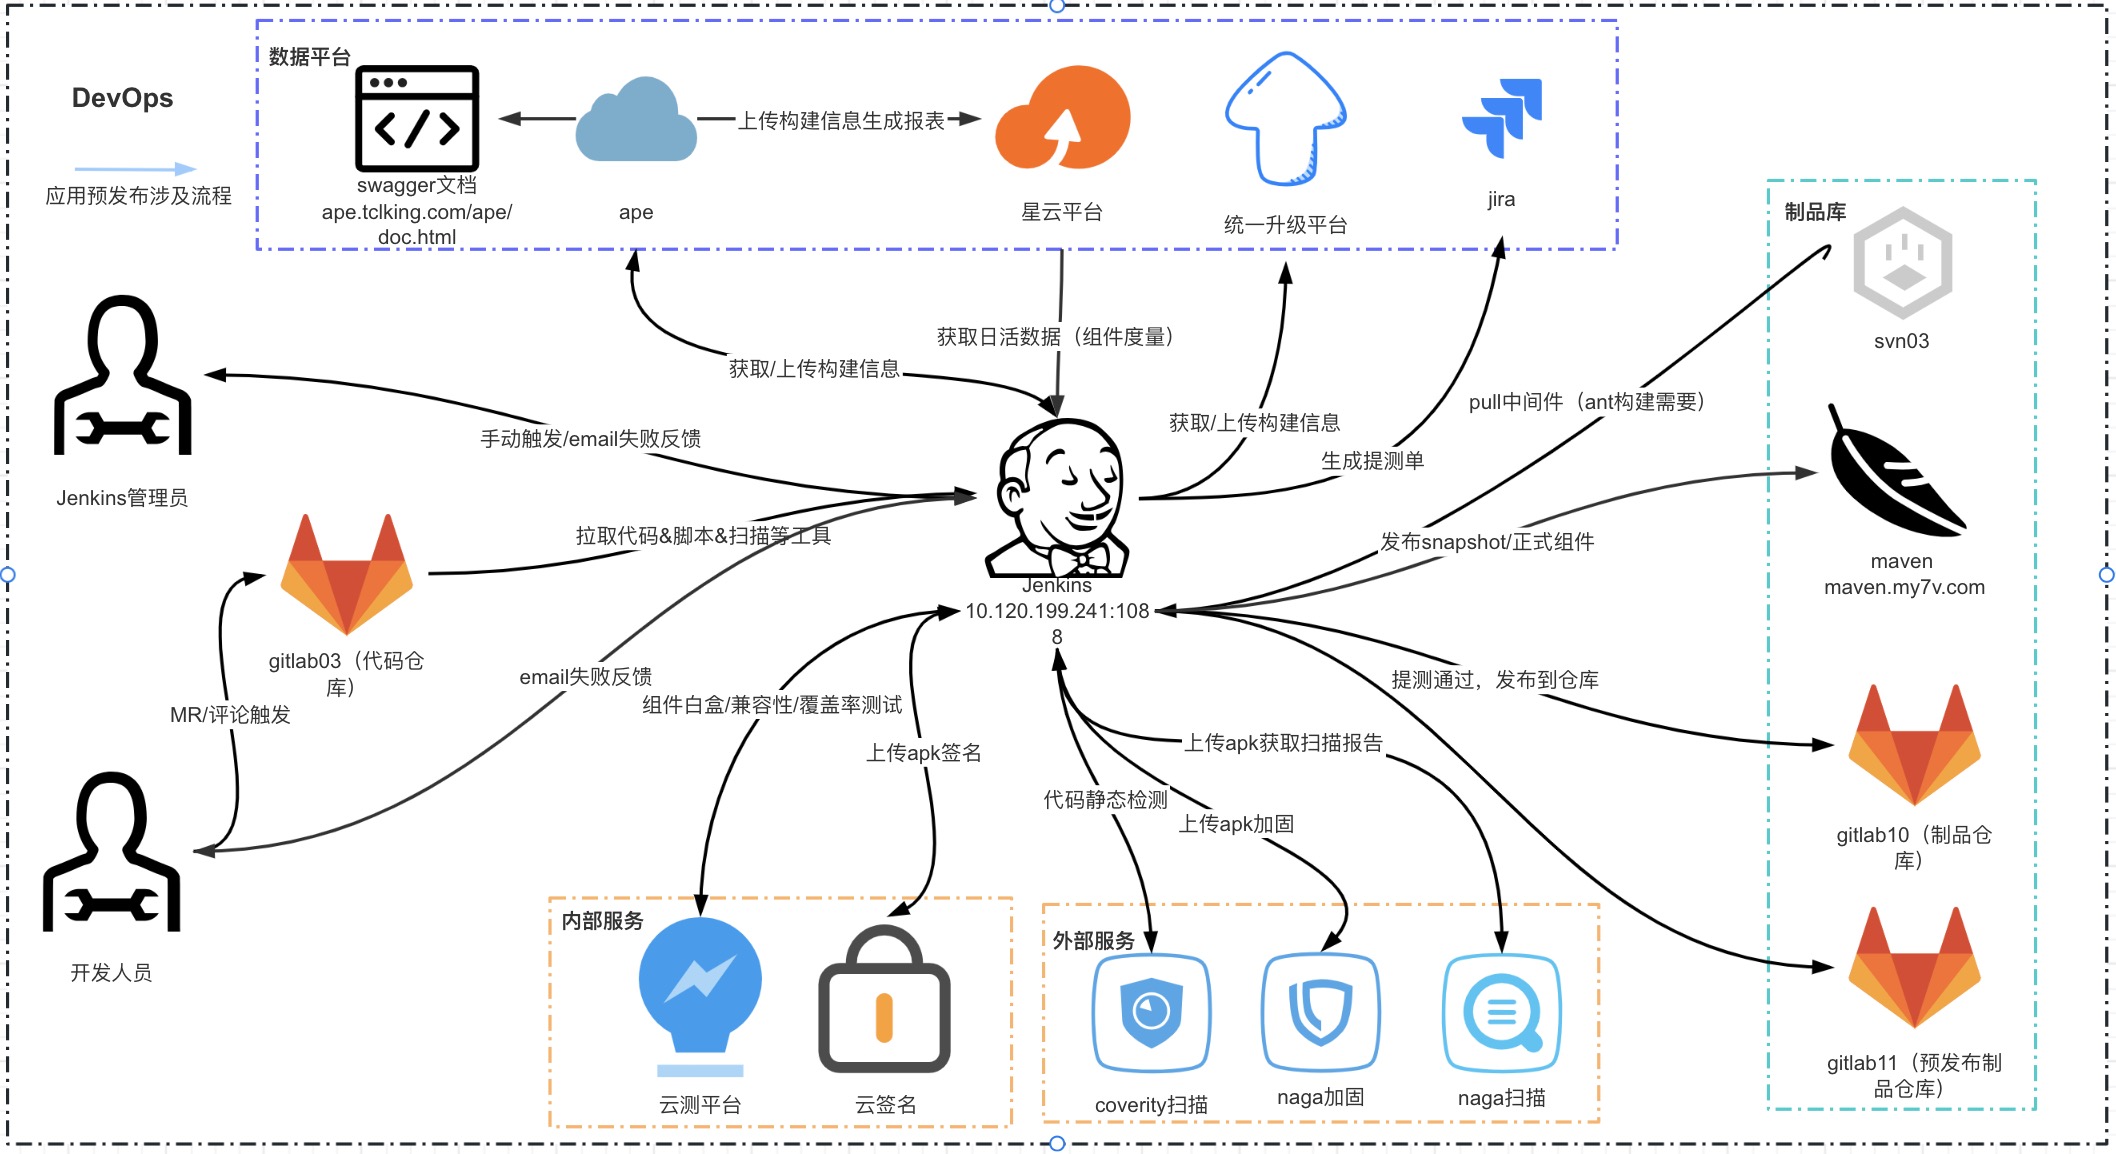 数据平台
DevOps
应用预发布涉及流程
swagger文档
ape.tclking.com/ape/
doc.html
ape
上传构建信息生成报表
星云平台
统一升级平台
jira
制品库
svn03
maven
maven.my7v.com
gitlab10（制品仓
库）
gitlab11（预发布制
品仓库）
获取日活数据（组件度量）
获取/上传构建信息
获取/上传构建信息
生成提测单
pull中间件（ant构建需要）
发布snapshot/正式组件
提测通过，发布到仓库
手动触发/email失败反馈
Jenkins管理员
拉取代码&脚本&扫描等工具
gitlab03（代码仓
库）
Jenkins
10.120.199.241:108
8
email失败反馈
MR/评论触发
开发人员
组件白盒/兼容性/覆盖率测试
上传apk签名
上传apk获取扫描报告
代码静态检测
上传apk加固
内部服务
云测平台
云签名
外部服务
coverity扫描
naga加固
naga扫描